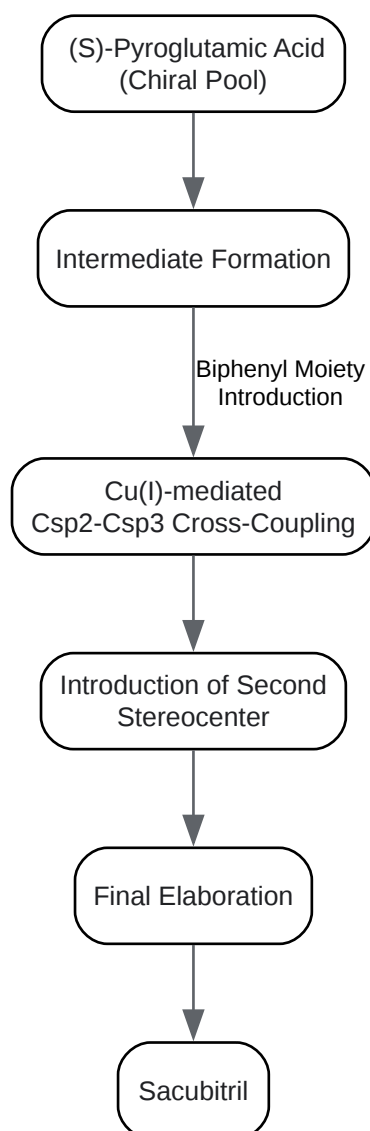 (S)-Pyroglutamic Acid
(Chiral Pool)
Intermediate Formation
Biphenyl Moiety
Introduction
Cu(I)-mediated
Csp2-Csp3 Cross-Coupling
Introduction of Second
Stereocenter
Final Elaboration
Sacubitril